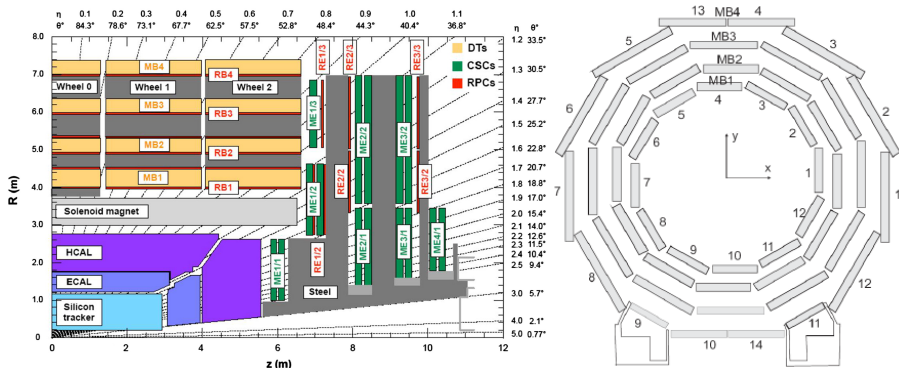 η 0.1 0.2 0.3 0.4 0.5 0.6 0.7 0.8 0.9 1.0 1.1
θ° 84.3° 78.6° 73.1° 67.7° 62.5° 57.5° 52.8° 48.4° 44.3° 40.4° 36.8° η θ°
R (m)
8.0
7.0
6.0
5.0
4.0
3.0
2.0
1.0
0
0 2 4 6 8 10 12
z (m)
1.2 33.5°
1.3 30.5°
1.4 27.7°
1.5 25.2°
1.6 22.8°
1.7 20.7°
1.8 18.8°
1.9 17.0°
2.0 15.4°
2.1 14.0°
2.2 12.6°
2.3 11.5°
2.4 10.4°
2.5 9.4°
3.0 5.7°
4.0 2.1°
5.0 0.77°
DTs
CSCs
RPCs
MB4
RB4
Wheel 0 Wheel 1 Wheel 2
MB3
RB3
MB2
RB2
MB1
RB1
Solenoid magnet
HCAL
ECAL
Silicon
tracker
Steel
RE1/3
RE2/3
RE3/3
ME1/3
ME2/2
ME3/2
ME1/2
RE2/2
RE3/2
ME1/1
RE1/2
ME2/1
ME3/1
ME4/1
13 MB4 4
5 MB3 3
MB2
MB1
6 5 4 3 2
6 2
y
x
7 7 1 1
8 12
9 10 11
8 12
9 11
10 14